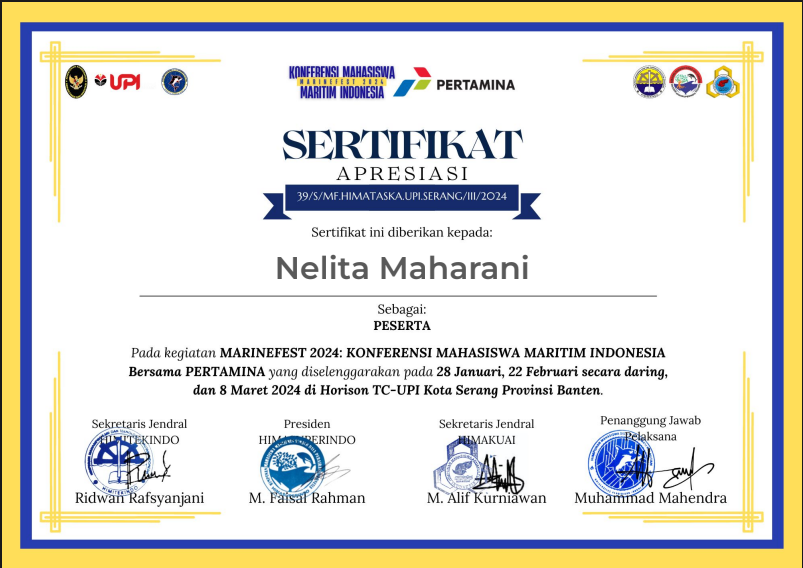 UPI
KONFERENSI MAHASISWA
MARINEFEST 2024
MARITIM INDONESIA
PERTAMINA
SERTIFIKAT
APRESIASI
39/S/MF.HIMATASKA.UPI.SERANG/III/2024
Sertifikat ini diberikan kepada:
Nelita Maharani
Sebagai:
PESERTA
Pada kegiatan MARINEFEST 2024: KONFERENSI MAHASISWA MARITIM INDONESIA
Bersama PERTAMINA yang diselenggarakan pada 28 Januari, 22 Februari secara daring,
dan 8 Maret 2024 di Horison TC-UPI Kota Serang Provinsi Banten.
Sekretaris Jendral
HIMITEKINDO
Ridwan Rafsyanjani
Presiden
M. Faisal Rahman
Sekretaris Jendral
HIMAKUAI
M. Alif Kurniawan
Penanggung Jawab
Pelaksana
Muhammad Mahendra